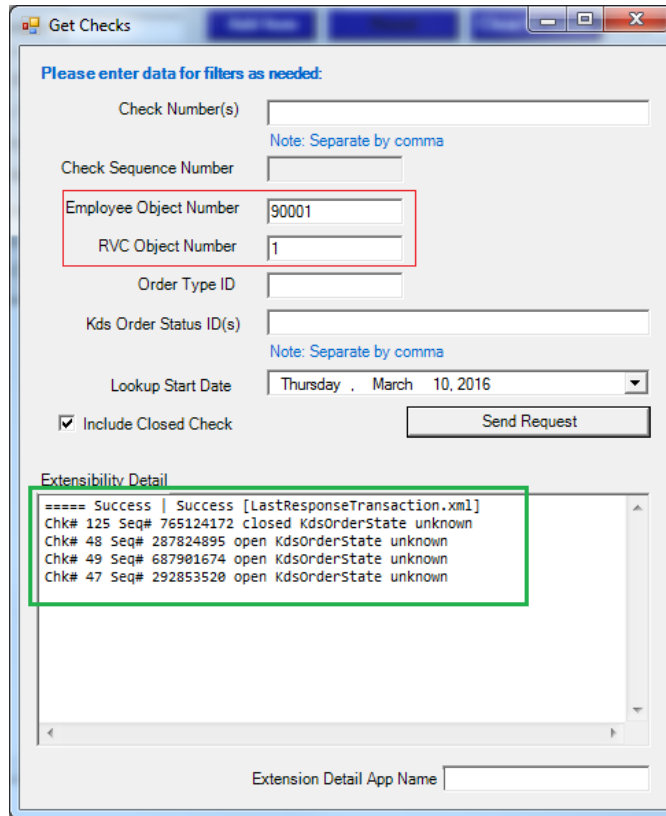 Get Checks
Please enter data for filters as needed:
Check Number(s)
Note: Separate by comma
Check Sequence Number
Employee Object Number 90001
RVC Object Number 1
Order Type ID
Kds Order Status ID(s)
Note: Separate by comma
Lookup Start Date Thursday , March 10, 2016
Include Closed Check Send Request
Extensibility Detail
===== Success | Success [LastResponseTransaction.xml]
Chk# 125 Seq# 765124172 closed KdsOrderState unknown
Chk# 48 Seq# 287824895 open KdsOrderState unknown
Chk# 49 Seq# 687901674 open KdsOrderState unknown
Chk# 47 Seq# 292853520 open KdsOrderState unknown
Extension Detail App Name